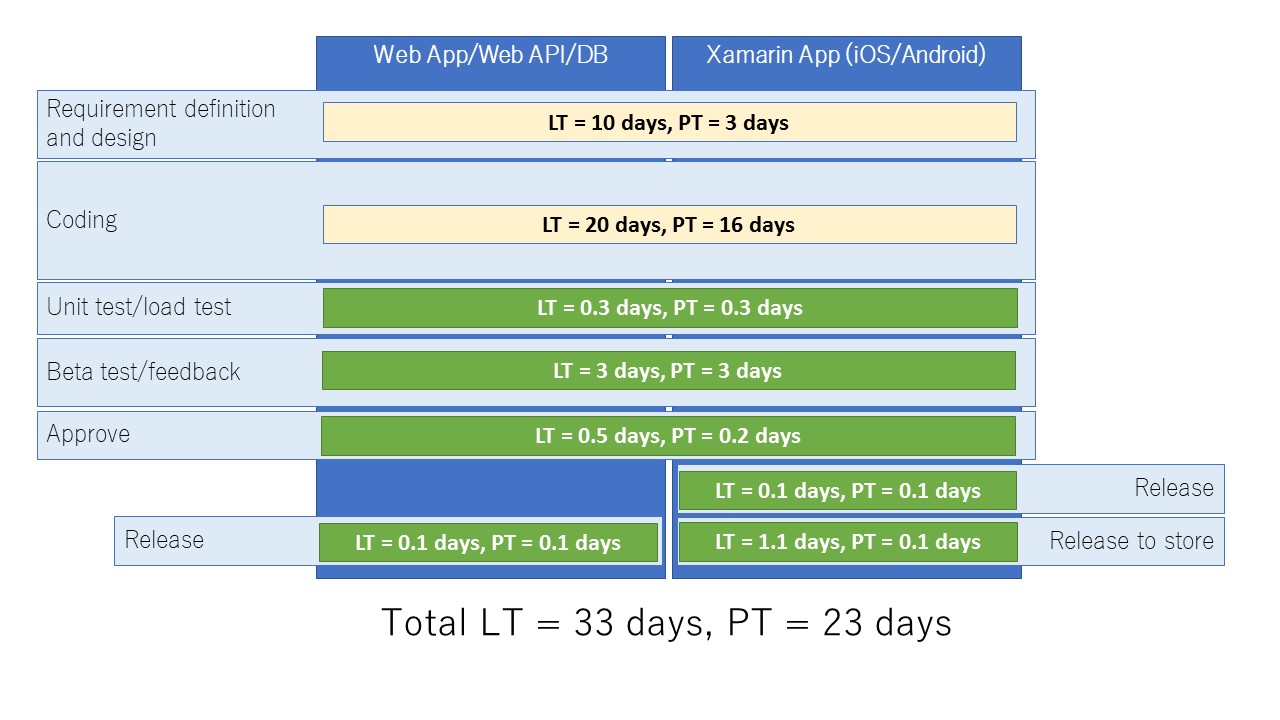 Web App/Web API/DB
Xamarin App (iOS/Android)
Requirement definition
and design
LT = 10 days, PT = 3 days
Coding
LT = 20 days, PT = 16 days
Unit test/load test
LT = 0.3 days, PT = 0.3 days
Beta test/feedback
LT = 3 days, PT = 3 days
Approve
LT = 0.5 days, PT = 0.2 days
LT = 0.1 days, PT = 0.1 days
Release
Release
LT = 0.1 days, PT = 0.1 days
LT = 1.1 days, PT = 0.1 days
Release to store
Total LT = 33 days, PT = 23 days